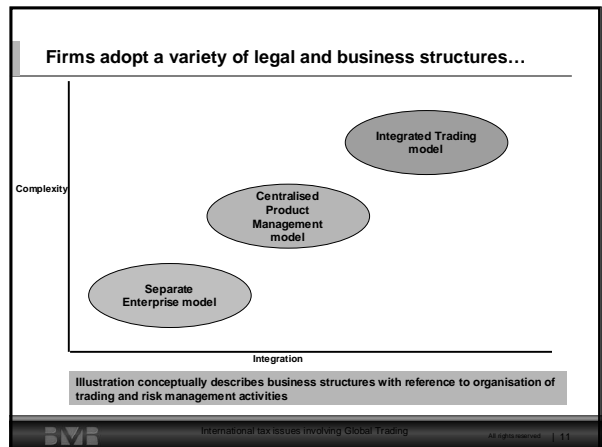 Firms adopt a variety of legal and business structures…
Integrated Trading
model
Complexity
Centralised
Product
Management
model
Separate
Enterprise model
Integration
Illustration conceptually describes business structures with reference to organisation of
trading and risk management activities
BMR
International tax issues involving Global Trading
All rights reserved | 11